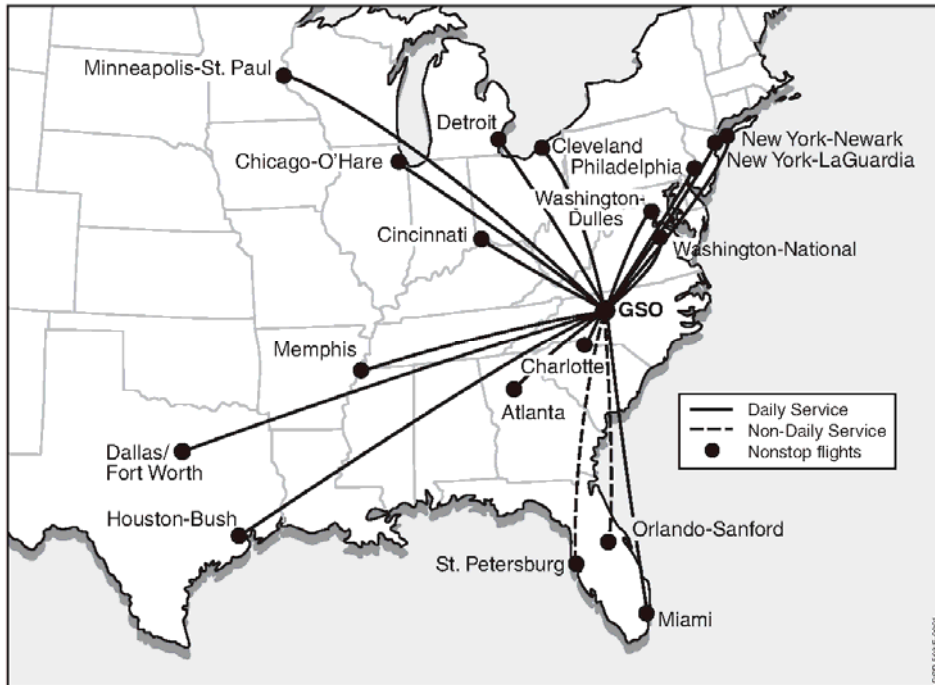 Minneapolis-St. Paul
Detroit
Cleveland
New York-Newark
Chicago-O'Hare
Philadelphia
New York-LaGuardia
Washington-
Dulles
Cincinnati
Washington-National
GSO
Memphis
Charlotte
Atlanta
Daily Service
Non-Daily Service
Nonstop flights
Dallas/
Fort Worth
Houston-Bush
Orlando-Sanford
St. Petersburg
Miami